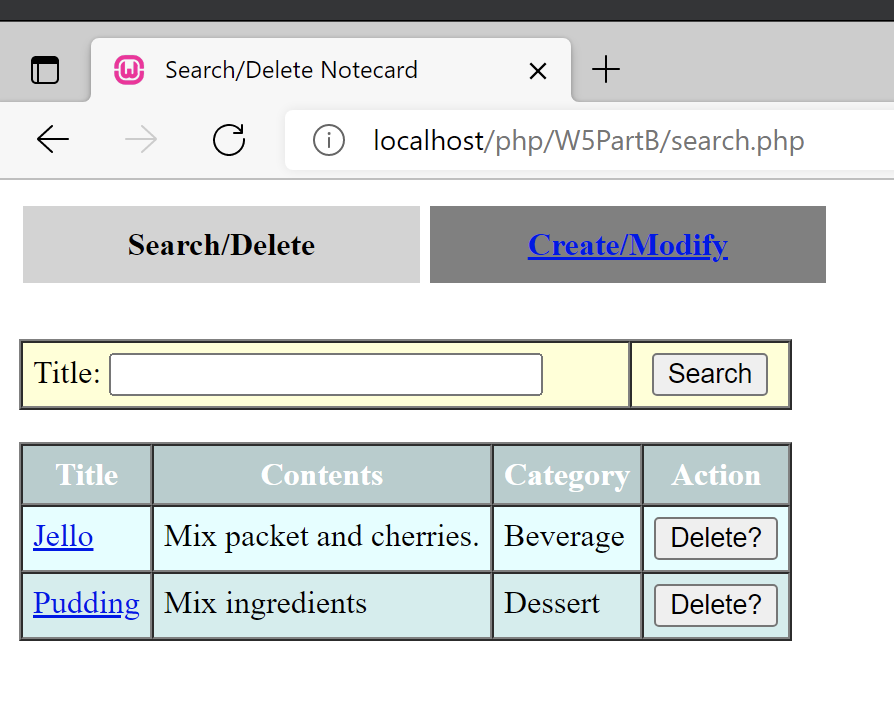 Search/Delete Notecard
localhost/php/W5PartB/search.php
Search/Delete Create/Modify
Title: Search
Title Contents Category Action
Jello Mix packet and cherries. Beverage Delete?
Pudding Mix ingredients Dessert Delete?